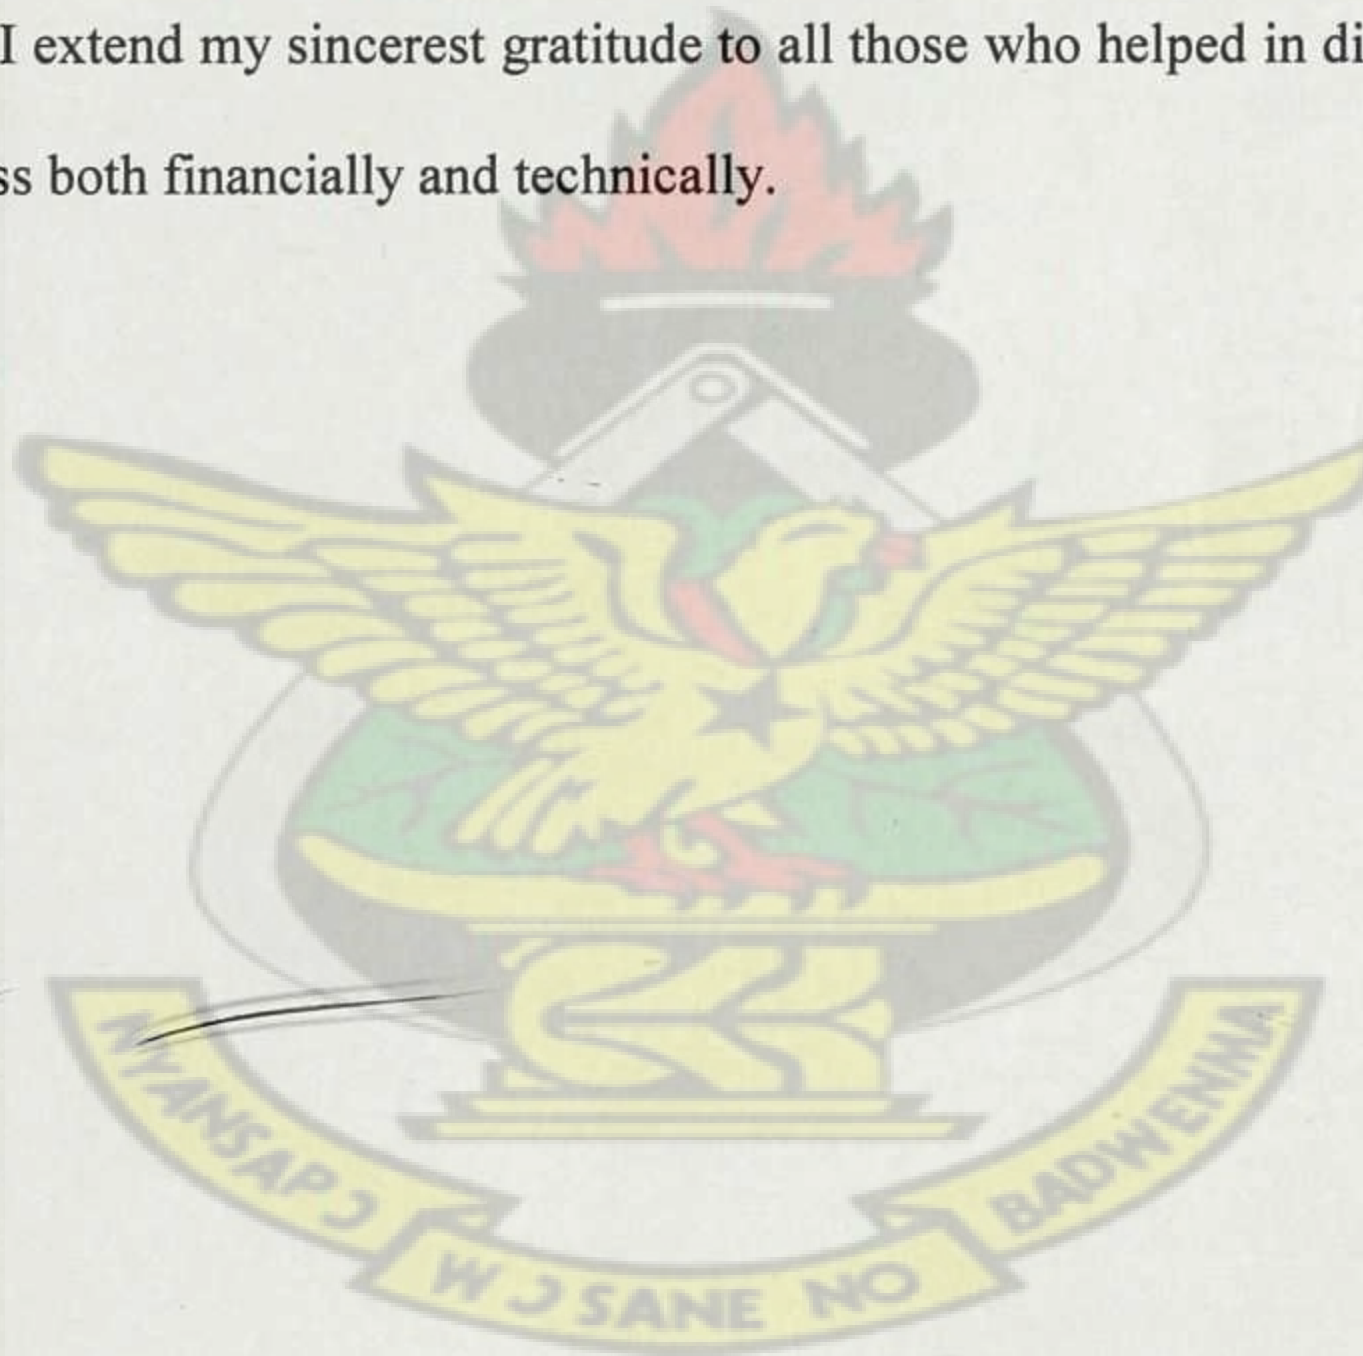 I extend my sincerest gratitude to all those who helped in di
ss both financially and technically.
NYANSAPƆ
WƆSANE NO
BADWENMA